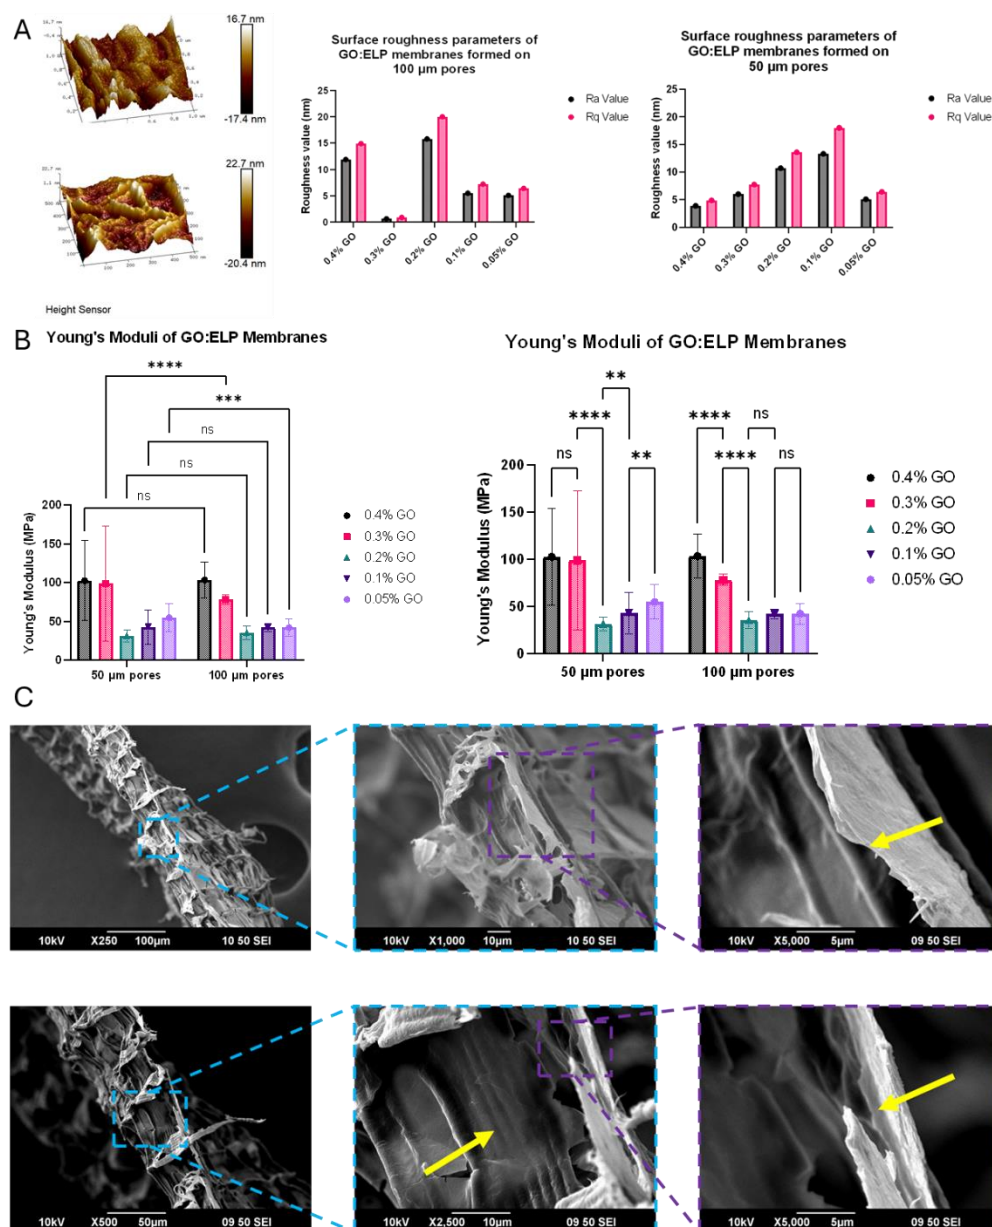 A
16.7 nm
-17.4 nm
22.7 nm
-20.4 nm
Height Sensor
Surface roughness parameters of
GO:ELP membranes formed on
100 µm pores
Roughness value (nm)
25
20
15
10
5
0
0.4% GO
0.3% GO
0.2% GO
0.1% GO
0.05% GO
Ra Value
Rq Value
Surface roughness parameters of
GO:ELP membranes formed on
50 µm pores
Roughness value (nm)
25
20
15
10
5
0
0.4% GO
0.3% GO
0.2% GO
0.1% GO
0.05% GO
Ra Value
Rq Value
B
Young's Moduli of GO:ELP Membranes
****
***
ns
ns
ns
Young's Modulus (MPa)
200
150
100
50
0
50 µm pores
100 µm pores
0.4% GO
0.3% GO
0.2% GO
0.1% GO
0.05% GO
Young's Moduli of GO:ELP Membranes
**
****
ns
**
****
ns
****
ns
Young's Modulus (MPa)
200
150
100
50
0
50 µm pores
100 µm pores
0.4% GO
0.3% GO
0.2% GO
0.1% GO
0.05% GO
C
10kV X250 100µm 10 50 SEI
10kV X1,000 10µm 10 50 SEI
10kV X5,000 5µm 09 50 SEI
10kV X500 50µm 09 50 SEI
10kV X2,500 10µm 09 50 SEI
10kV X5,000 5µm 09 50 SEI